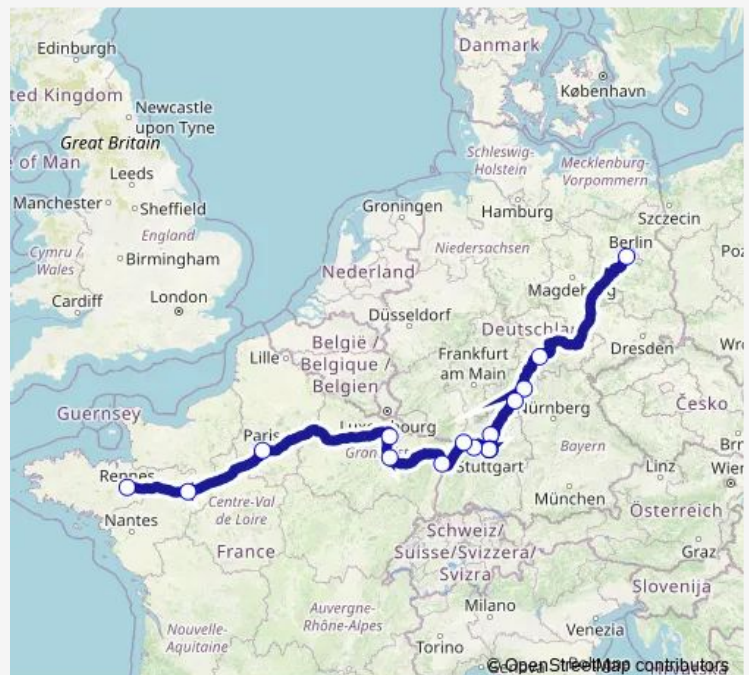 Edinburgh
Danmark
København
ted Kingdom
Newcastle
upon Tyne
Great Britain
e of Man
Leeds
Schleswig-
Holstein
Mecklenburg-
Vorpommern
Manchester
Sheffield
Groningen
Hamburg
Szczecin
England
Cymru /
Wales
Birmingham
Niedersachsen
Berlin
Nederland
Cardiff
London
Düsseldorf
België /
Belgique /
Belgien
Lille
Frankfurt
am Main
Dresden
Guernsey
Nürnberg
Česko
Paris
Bayern
Stuttgart
Linz
Rennes
Centre-Val
de Loire
München
Nantes
Österreich
France
Schweiz/
Suisse/Svizzera/
Svizra
Graz
Slovenija
Auvergne-
Rhône-Alpes
Milano
Nouvelle-
Aquitaine
Venezia
Torino
© OpenStreetMap contributors